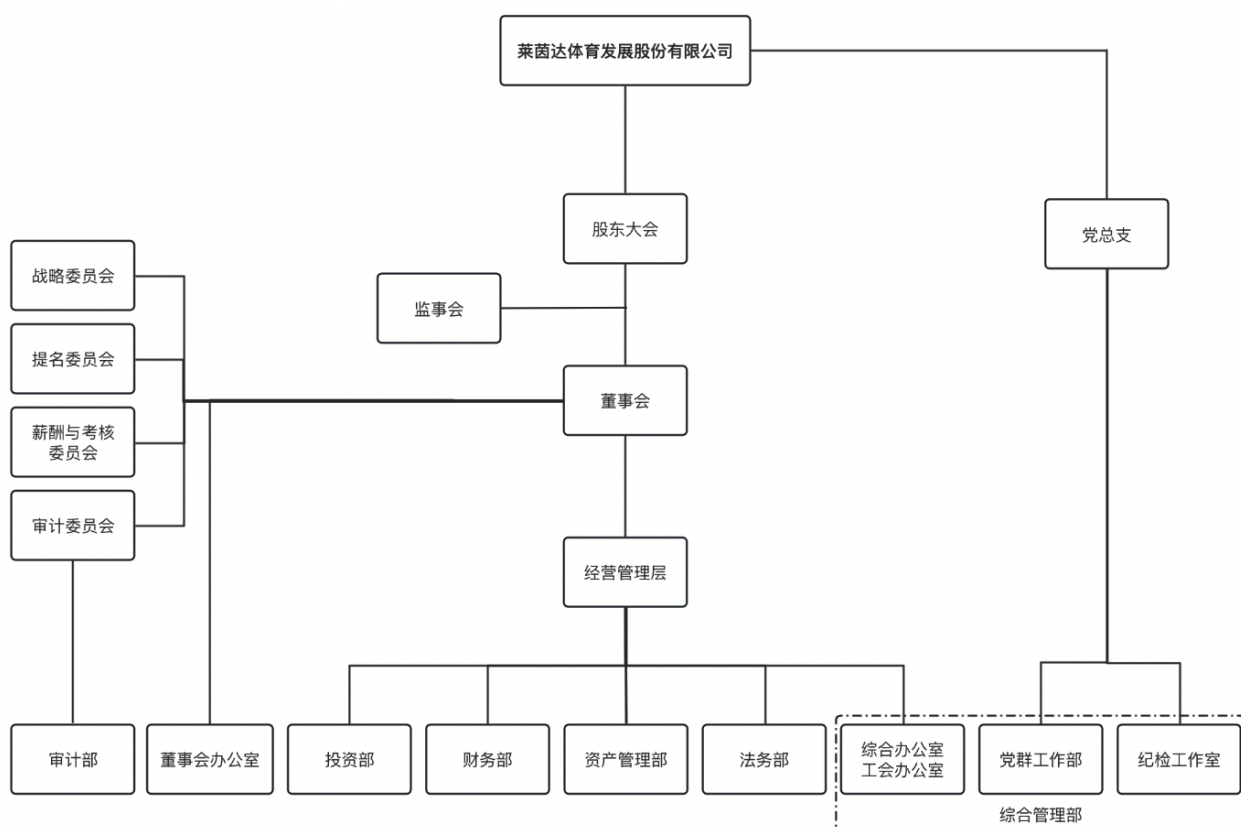 莱茵达体育发展股份有限公司
股东大会
党总支
战略委员会
监事会
提名委员会
董事会
薪酬与考核
委员会
审计委员会
经营管理层
审计部
董事会办公室
投资部
财务部
资产管理部
法务部
综合办公室
工会办公室
党群工作部
纪检工作室
综合管理部